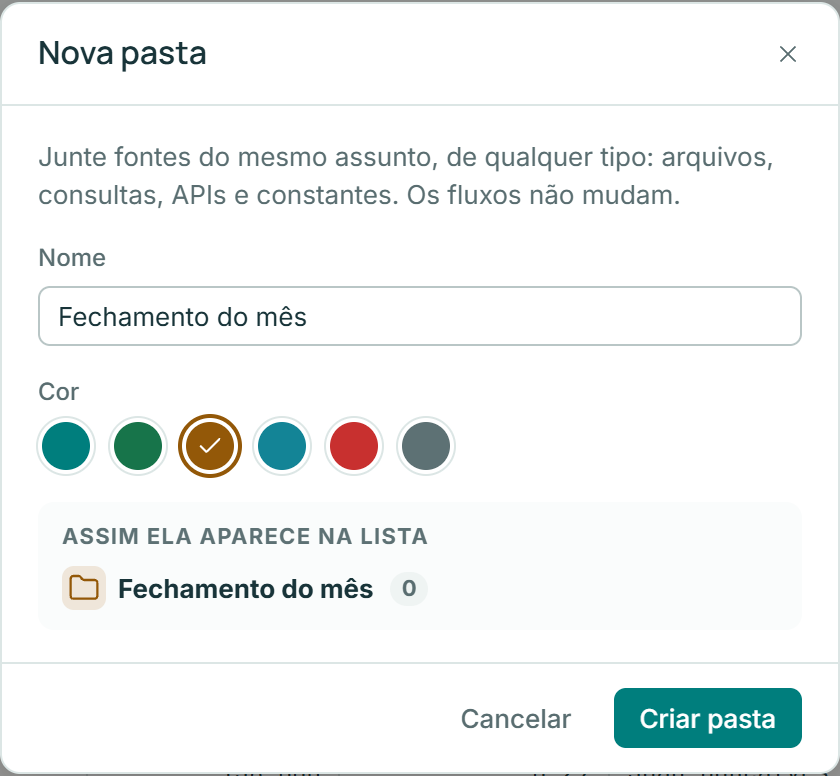 Nova pasta
Junte fontes do mesmo assunto, de qualquer tipo: arquivos,
consultas, APIs e constantes. Os fluxos não mudam.
Nome
Fechamento do mês
Cor
ASSIM ELA APARECE NA LISTA
Fechamento do mês 0
Cancelar Criar pasta